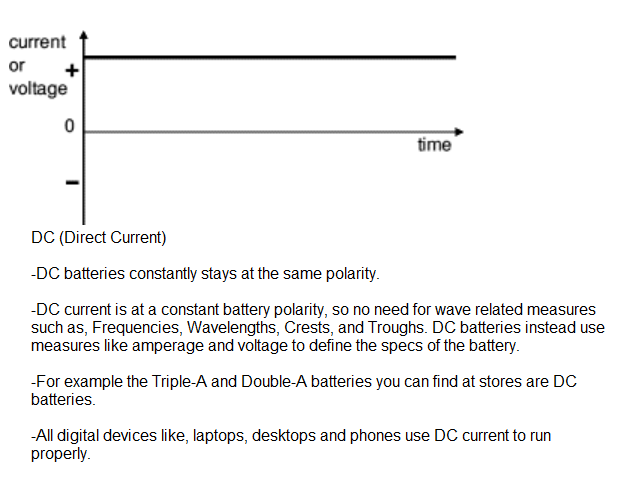 current
or
+
voltage
0
time
-
DC (Direct Current)
-DC batteries constantly stays at the same polarity.
-DC current is at a constant battery polarity, so no need for wave related measures
such as, Frequencies, Wavelengths, Crests, and Troughs. DC batteries instead use
measures like amperage and voltage to define the specs of the battery.
-For example the Triple-A and Double-A batteries you can find at stores are DC
batteries.
-All digital devices like, laptops, desktops and phones use DC current to run
properly.